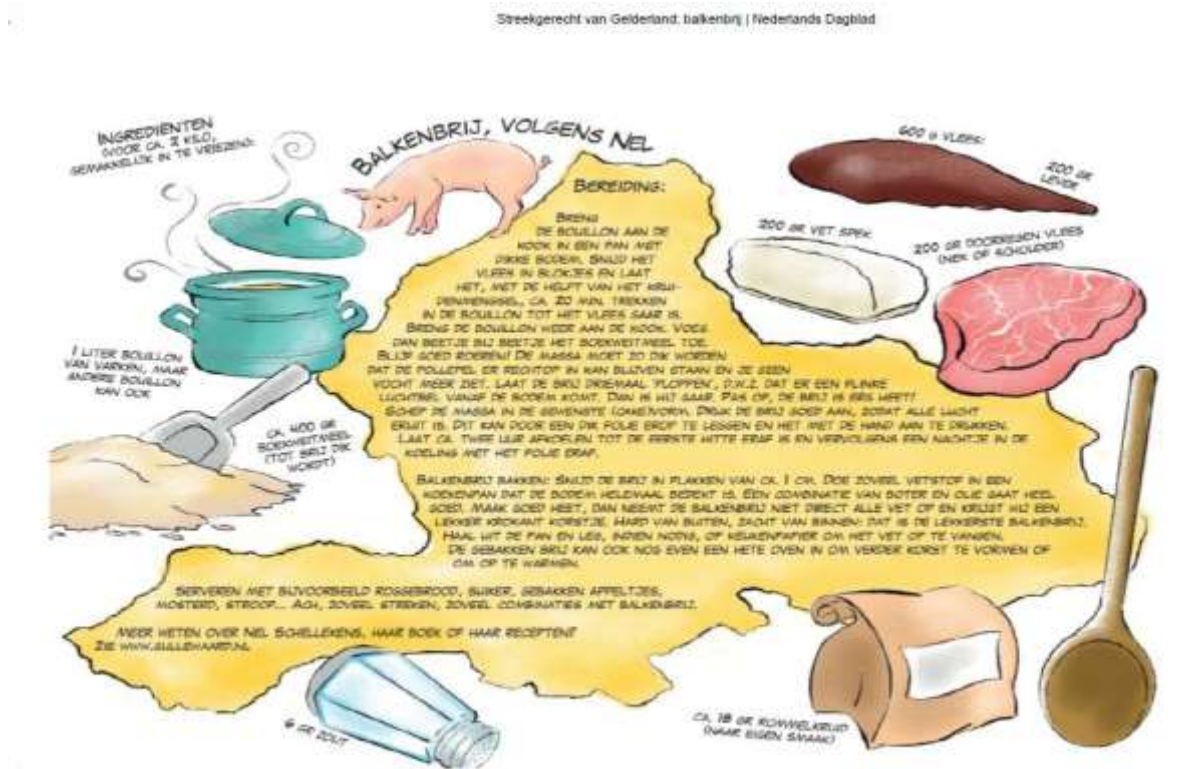 Streekgerecht van Gelderland: balkenbrij | Nederlands Dagblad
BALKENBRIJ, VOLGENS NEL
INGREDIËNTEN
(VOOR CA. 2 KILO,
GEMAKKELIJK IN TE VRIEZEN):
600 G VLEES:
200 GR
LEVER
200 GR VET SPEK
200 GR DOORREGEN VLEES
(NEK OF SCHOUDER)
1 LITER BOUILLON
VAN VARKEN, MAAR
ANDERE BOUILLON
KAN OOK
CA. 400 GR
BOEKWEITMEEL
(TOT BRIJ DIK
WORDT)
BEREIDING:
BRENG
DE BOUILLON AAN DE
KOOK IN EEN PAN MET
DIKKE BODEM. SNIJD HET
VLEES IN BLOKJES EN LAAT
HET, MET DE HELFT VAN HET KRUI-
DENMENGSEL, CA. 20 MIN. TREKKEN
IN DE BOUILLON TOT HET VLEES GAAR IS.
BRENG DE BOUILLON WEER AAN DE KOOK. VOEG
DAN BEETJE BIJ BEETJE HET BOEKWEITMEEL TOE.
BLIJF GOED ROEREN! DE MASSA MOET ZO DIK WORDEN
DAT DE POLLEPEL ER RECHTOP IN KAN BLIJVEN STAAN EN JE GEEN
VOCHT MEER ZIET. LAAT DE BRIJ DRIEMAAL 'PLOPPEN', D.W.Z. DAT ER EEN FLINKE
LUCHTBEL VANAF DE BODEM KOMT. DAN IS HIJ GAAR. PAS OP, DE BRIJ IS ERG HEET!
SCHEP DE MASSA IN DE GEWENSTE (CAKE)VORM. DRUK DE BRIJ GOED AAN, ZODAT ALLE LUCHT
ERUIT IS. DIT KAN DOOR EEN DIK FOLIE EROP TE LEGGEN EN HET MET DE HAND AAN TE DRUKKEN.
LAAT CA. TWEE UUR AFKOELEN TOT DE EERSTE HITTE ERAF IS EN VERVOLGENS EEN NACHTJE IN DE
KOELING MET HET FOLIE ERAF.
BALKENBRIJ BAKKEN: SNIJD DE BRIJ IN PLAKKEN VAN CA. 1 CM. DOE ZOVEEL VETSTOF IN EEN
KOEKENPAN DAT DE BODEM HELEMAAL BEDEKT IS. EEN COMBINATIE VAN BOTER EN OLIE GAAT HEEL
GOED. MAAK GOED HEET, DAN NEEMT DE BALKENBRIJ NIET DIRECT ALLE VET OP EN KRIJGT HIJ EEN
LEKKER KROKANT KORSTJE. HARD VAN BUITEN, ZACHT VAN BINNEN: DAT IS DE LEKKERSTE BALKENBRIJ.
HAAL UIT DE PAN EN LEG, INDIEN NODIG, OP KEUKENPAPIER OM HET VET OP TE VANGEN.
DE GEBAKKEN BRIJ KAN OOK NOG EVEN EEN HETE OVEN IN OM VERDER KORST TE VORMEN OF
OM OP TE WARMEN.
SERVEREN MET BIJVOORBEELD ROGGEBROOD, SUIKER, GEBAKKEN APPELTJES,
MOSTERD, STROOP... ACH, ZOVEEL STREKEN, ZOVEEL COMBINATIES MET BALKENBRIJ.
MEER WETEN OVER NEL SCHELLEKENS, HAAR BOEK OF HAAR RECEPTEN?
ZIE WWW.GULLEWAARD.NL
6 GR ZOUT
CA. 18 GR ROMMELKRUID
(NAAR EIGEN SMAAK)